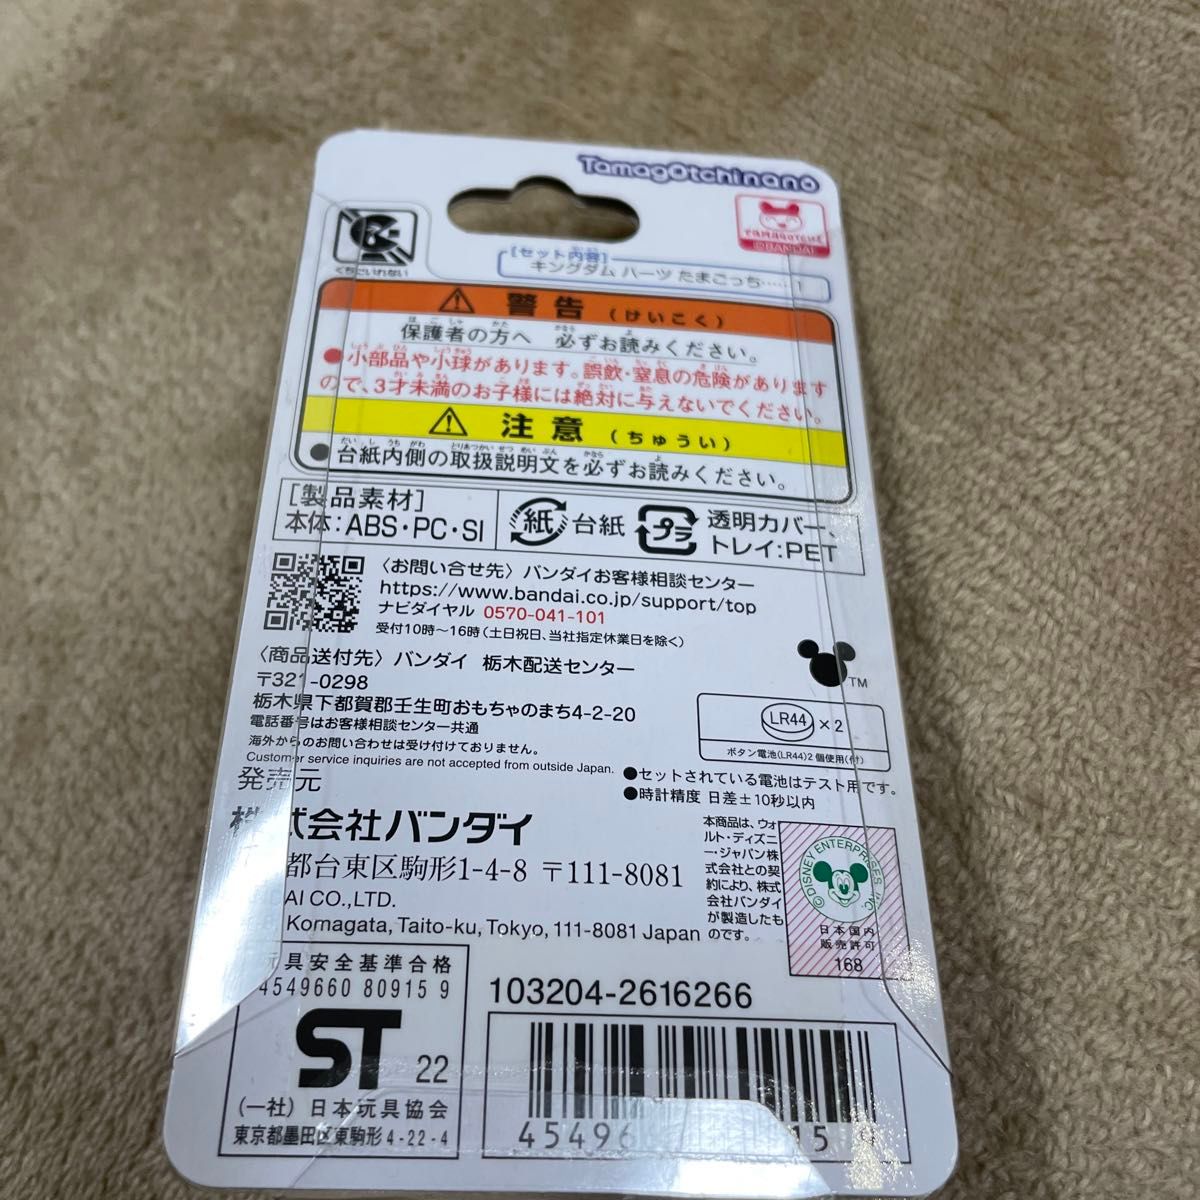 Tamagotchi nano
TAMAGOTCHI
©BANDAI
くちにいれない
[セット内容]
キングダム ハーツ たまごっち……1
警告（けいこく）
保護者の方へ 必ずお読みください。
●小部品や小球があります。誤飲・窒息の危険があります
ので、3才未満のお子様には絶対に与えないでください。
注意（ちゅうい）
●台紙内側の取扱説明文を必ずお読みください。
[製品素材]
本体:ABS・PC・SI
紙 台紙
プラ 透明カバー、
トレイ:PET
〈お問い合せ先〉バンダイお客様相談センター
https://www.bandai.co.jp/support/top
ナビダイヤル 0570-041-101
受付10時～16時(土日祝日、当社指定休業日を除く)
〈商品送付先〉バンダイ 栃木配送センター
〒321-0298
栃木県下都賀郡壬生町おもちゃのまち4-2-20
電話番号はお客様相談センター共通
海外からのお問い合わせは受け付けておりません。
Customer service inquiries are not accepted from outside Japan.
TM
LR44 ×2
ボタン電池(LR44)2個使用(付)
●セットされている電池はテスト用です。
●時計精度 日差±10秒以内
発売元
式会社バンダイ
都台東区駒形1-4-8 〒111-8081
DAI CO.,LTD.
Komagata, Taito-ku, Tokyo, 111-8081 Japan
本商品は、ウォ
ルト・ディズニ
ー・ジャパン株
式会社との契
約により、株式
会社バンダイ
が製造したも
のです。
©DISNEY ENTERPRISES, INC.
日本国内
販売許可
168
玩具安全基準合格
4549660 80915 9
ST 22
(一社)日本玩具協会
東京都墨田区東駒形4-22-4
103204-2616266
45496
15 9